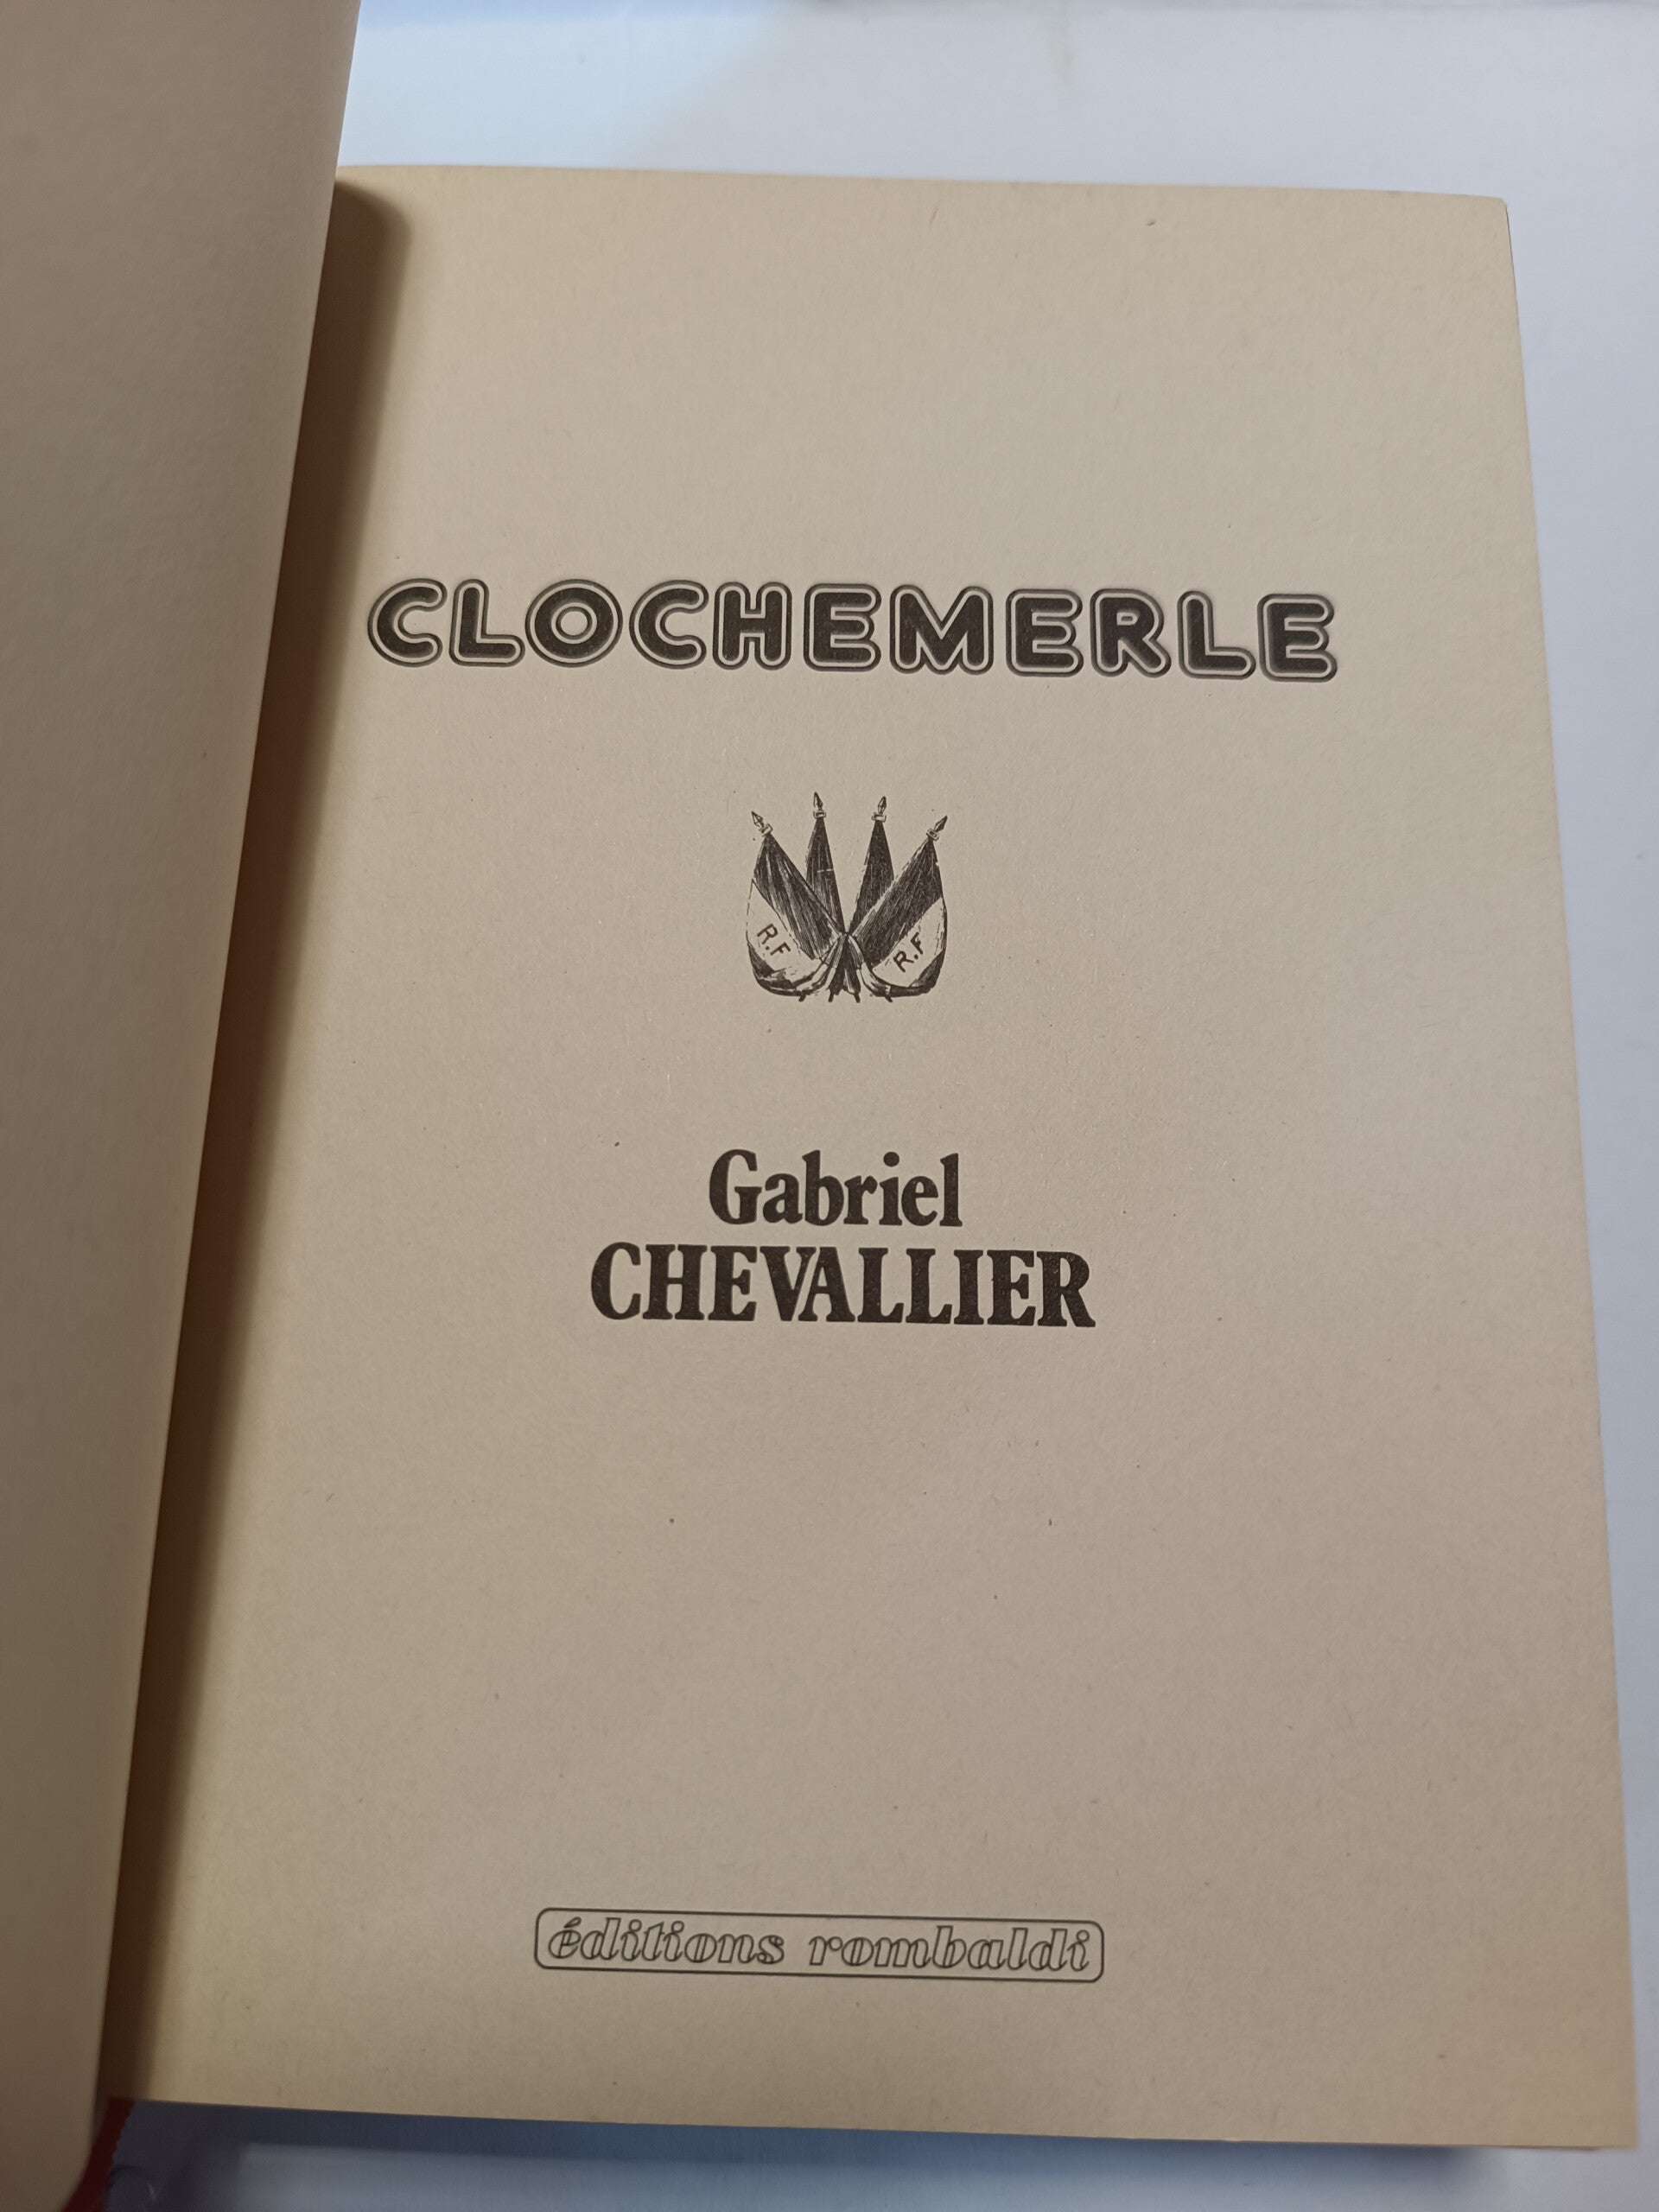 CLOCHEMERLE
R.F R.F
Gabriel
CHEVALLIER
éditions rombaldi